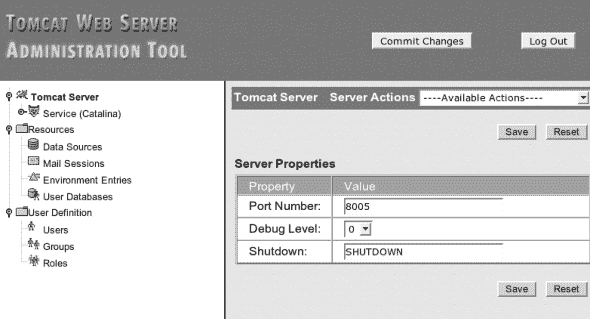 TOMCAT WEB SERVER
ADMINISTRATION TOOL
Commit Changes
Log Out
Tomcat Server
Service (Catalina)
Resources
Data Sources
Mail Sessions
Environment Entries
User Databases
User Definition
Users
Groups
Roles
Tomcat Server Server Actions ----Available Actions----
Save Reset
Server Properties
Property Value
Port Number: 8005
Debug Level: 0
Shutdown: SHUTDOWN
Save Reset